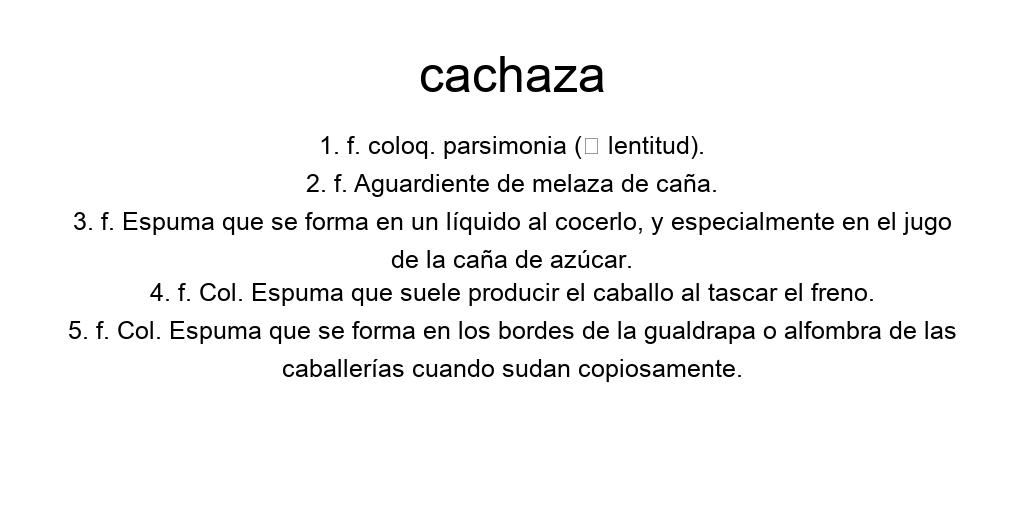 cachaza
1. f. coloq. parsimonia (□ lentitud).
2. f. Aguardiente de melaza de caña.
3. f. Espuma que se forma en un líquido al cocerlo, y especialmente en el jugo
de la caña de azúcar.
4. f. Col. Espuma que suele producir el caballo al tascar el freno.
5. f. Col. Espuma que se forma en los bordes de la gualdrapa o alfombra de las
caballerías cuando sudan copiosamente.